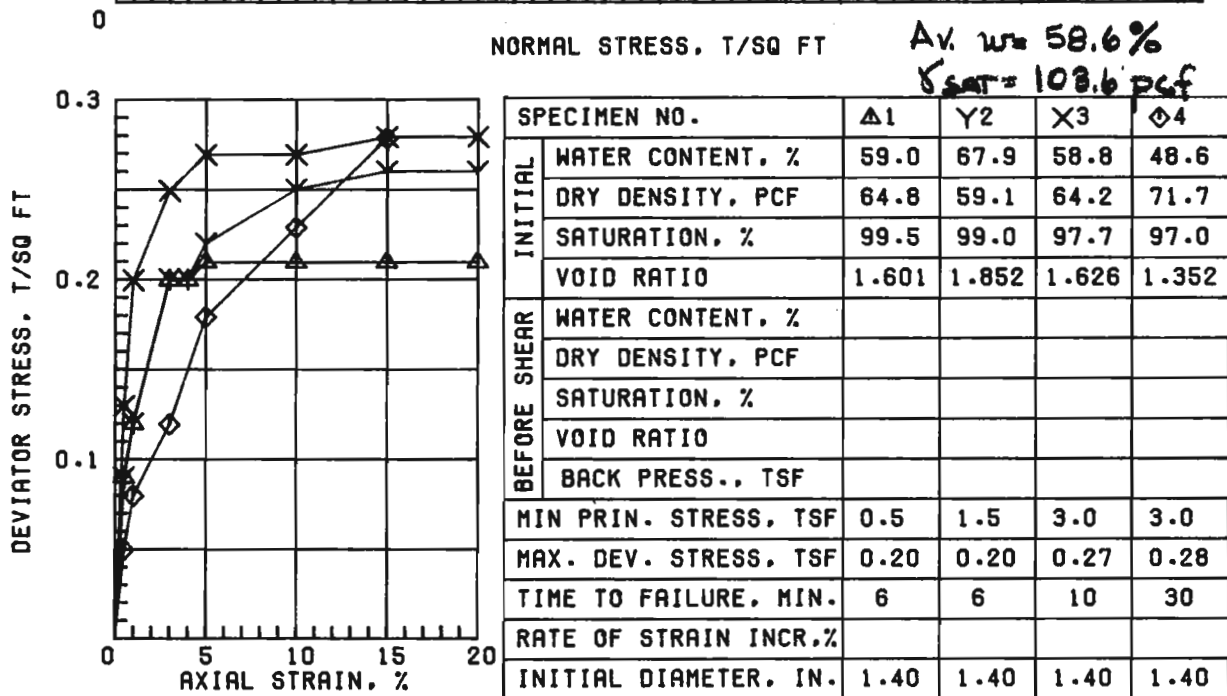 0
NORMAL STRESS, T/SQ FT
Av. w = 58.6%
γSAT = 103.6 pcf
0.3
0.2
0.1
0 5 10 15 20
DEVIATOR STRESS, T/SQ FT
AXIAL STRAIN, %
SPECIMEN NO. 1 Y2 X3 4
INITIAL
WATER CONTENT, % 59.0 67.9 58.8 48.6
DRY DENSITY, PCF 64.8 59.1 64.2 71.7
SATURATION, % 99.5 99.0 97.7 97.0
VOID RATIO 1.601 1.852 1.626 1.352
BEFORE SHEAR
WATER CONTENT, %
DRY DENSITY, PCF
SATURATION, %
VOID RATIO
BACK PRESS., TSF
MIN PRIN. STRESS, TSF 0.5 1.5 3.0 3.0
MAX. DEV. STRESS, TSF 0.20 0.20 0.27 0.28
TIME TO FAILURE, MIN. 6 6 10 30
RATE OF STRAIN INCR,%
INITIAL DIAMETER, IN. 1.40 1.40 1.40 1.40